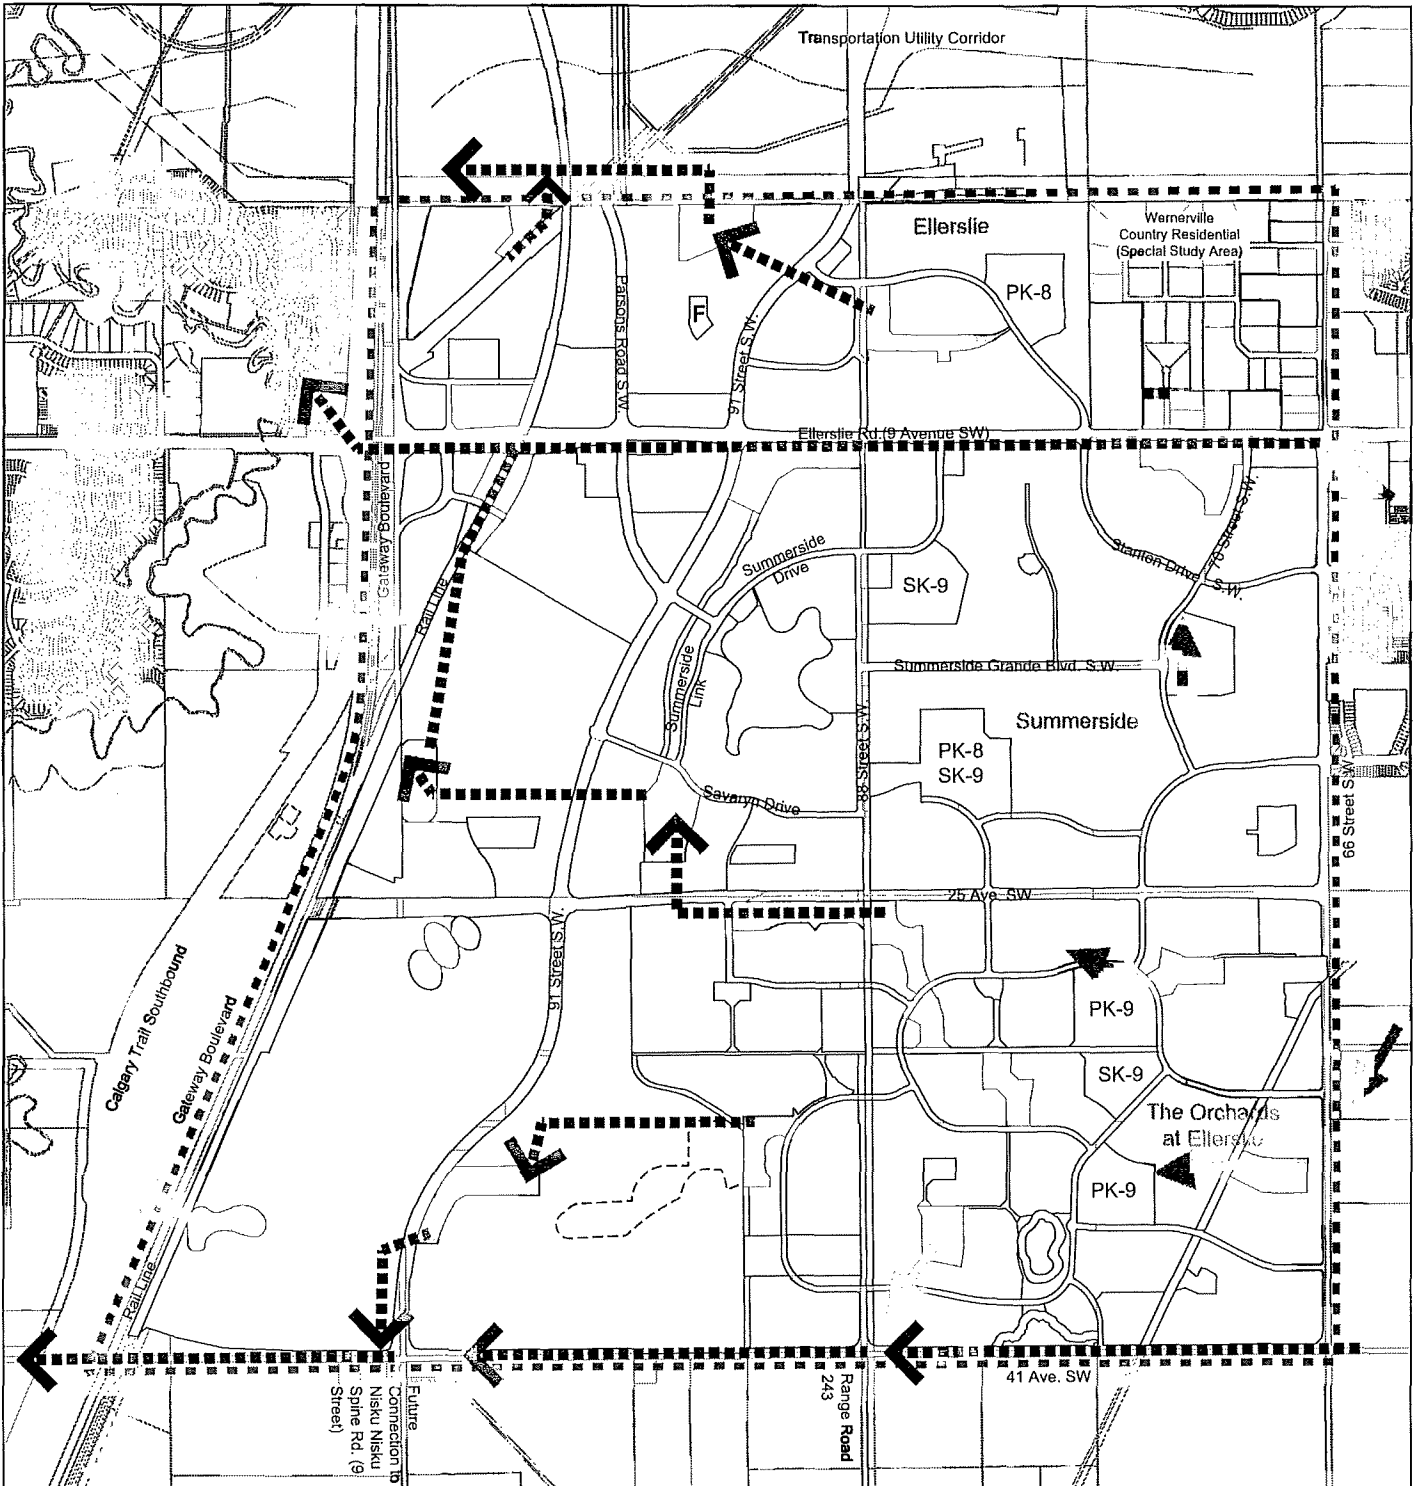 Transportation Utility Corridor
Ellerslie
Wernerville
Country Residential
(Special Study Area)
PK-8
F
Parsons Road S.W.
91 Street S.W.
Ellerslie Rd.(9 Avenue SW)
Gateway Boulevard
Rail Line
Summerside
Drive
SK-9
Stanton Drive S.W.
70 Street S.W.
Summerside
Link
Summerside Grande Blvd. S.W.
Summerside
PK-8
SK-9
88 Street S.W.
Savaryn Drive
66 Street S.W.
25 Ave. SW
91 Street S.W.
Calgary Trail Southbound
Gateway Boulevard
PK-9
SK-9
The Orchards
at Ellerslie
PK-9
Rail Line
41 Ave. SW
Range Road
243
Future
Connection to
Nisku Nisku
Spine Rd. (9
Street)